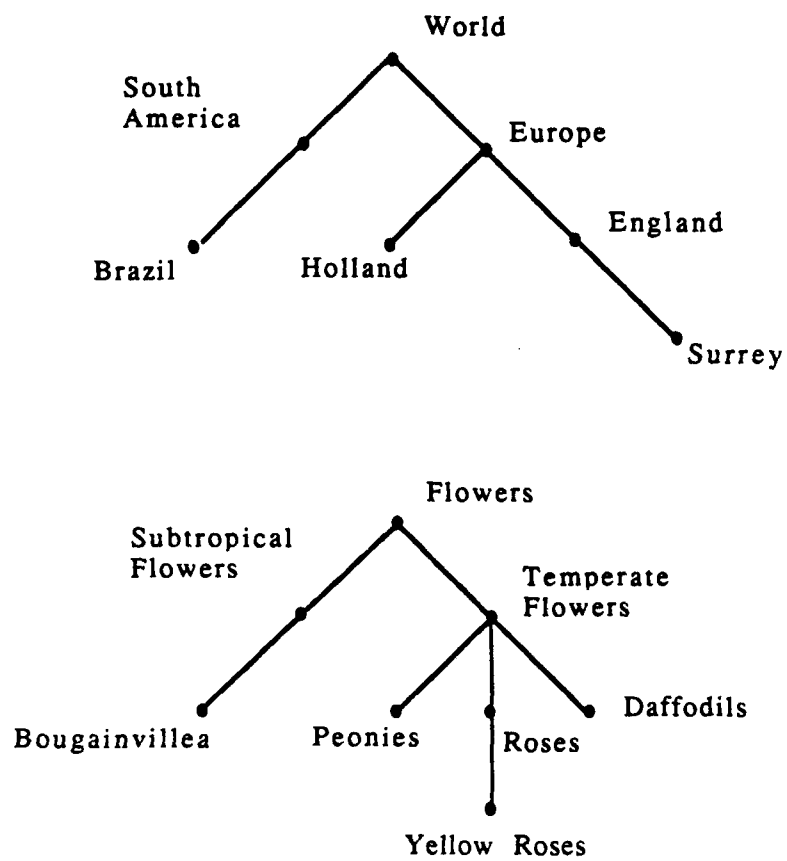 World
South
America
Europe
England
Brazil
Holland
Surrey
Flowers
Subtropical
Flowers
Temperate
Flowers
Daffodils
Bougainvillea
Peonies
Roses
Yellow Roses